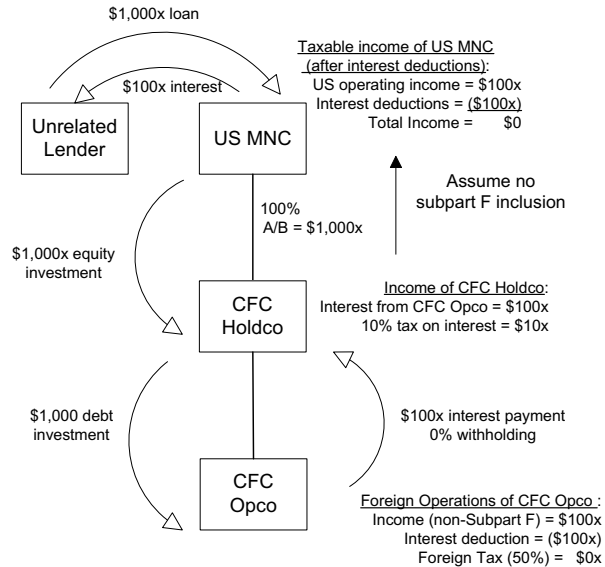 $1,000x loan
$100x interest
Unrelated
Lender
US MNC
Taxable income of US MNC
(after interest deductions):
US operating income = $100x
Interest deductions = ($100x)
Total Income = $0
Assume no
subpart F inclusion
100%
A/B = $1,000x
$1,000x equity
investment
CFC
Holdco
Income of CFC Holdco:
Interest from CFC Opco = $100x
10% tax on interest = $10x
$1,000 debt
investment
$100x interest payment
0% withholding
CFC
Opco
Foreign Operations of CFC Opco :
Income (non-Subpart F) = $100x
Interest deduction = ($100x)
Foreign Tax (50%) = $0x